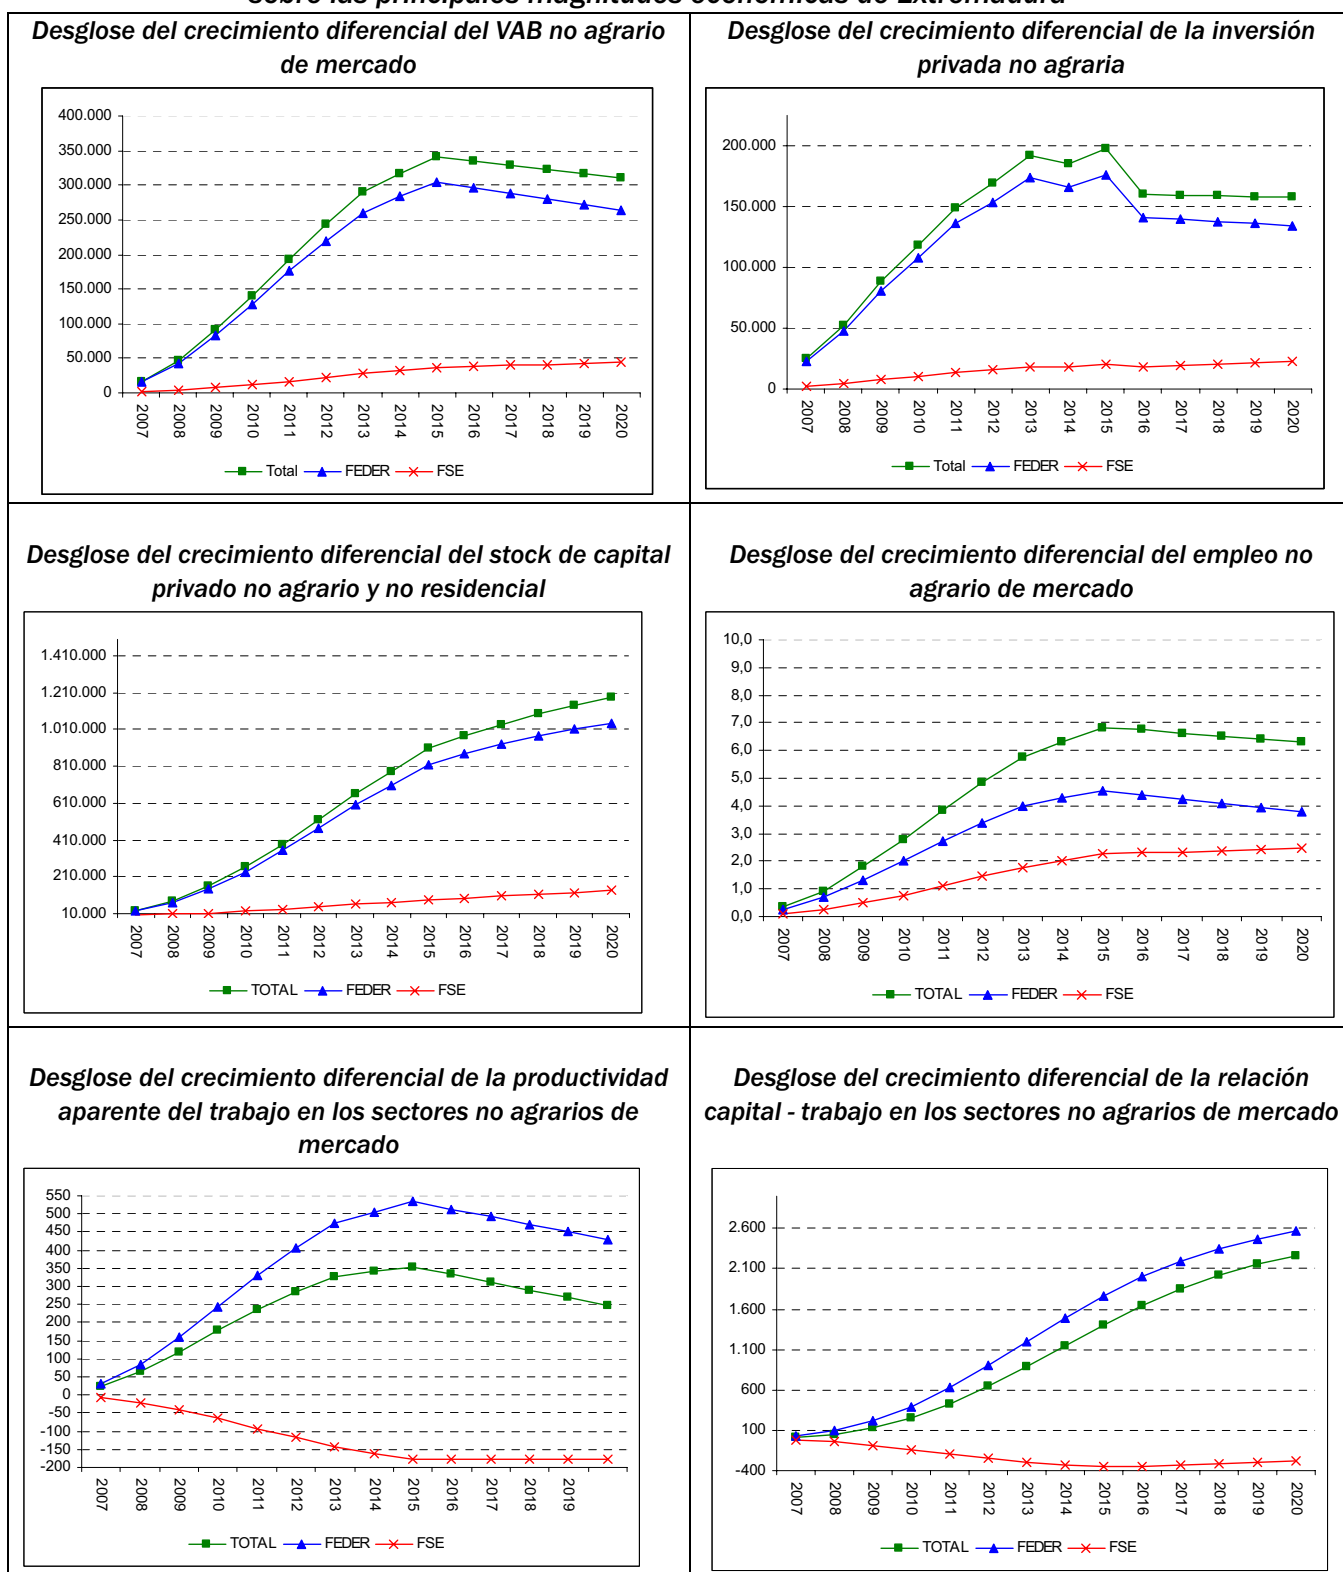 sobre las principales magnitudes económicas de Extremadura
Desglose del crecimiento diferencial del VAB no agrario
de mercado
400.000
350.000
300.000
250.000
200.000
150.000
100.000
50.000
0
2007 2008 2009 2010 2011 2012 2013 2014 2015 2016 2017 2018 2019 2020
Total FEDER FSE
Desglose del crecimiento diferencial de la inversión
privada no agraria
200.000
150.000
100.000
50.000
0
2007 2008 2009 2010 2011 2012 2013 2014 2015 2016 2017 2018 2019 2020
Total FEDER FSE
Desglose del crecimiento diferencial del stock de capital
privado no agrario y no residencial
1.410.000
1.210.000
1.010.000
810.000
610.000
410.000
210.000
10.000
2007 2008 2009 2010 2011 2012 2013 2014 2015 2016 2017 2018 2019 2020
TOTAL FEDER FSE
Desglose del crecimiento diferencial del empleo no
agrario de mercado
10,0
9,0
8,0
7,0
6,0
5,0
4,0
3,0
2,0
1,0
0,0
2007 2008 2009 2010 2011 2012 2013 2014 2015 2016 2017 2018 2019 2020
TOTAL FEDER FSE
Desglose del crecimiento diferencial de la productividad
aparente del trabajo en los sectores no agrarios de
mercado
550
500
450
400
350
300
250
200
150
100
50
0
-50
-100
-150
-200
2007 2008 2009 2010 2011 2012 2013 2014 2015 2016 2017 2018 2019
TOTAL FEDER FSE
Desglose del crecimiento diferencial de la relación
capital - trabajo en los sectores no agrarios de mercado
2.600
2.100
1.600
1.100
600
100
-400
2007 2008 2009 2010 2011 2012 2013 2014 2015 2016 2017 2018 2019 2020
TOTAL FEDER FSE